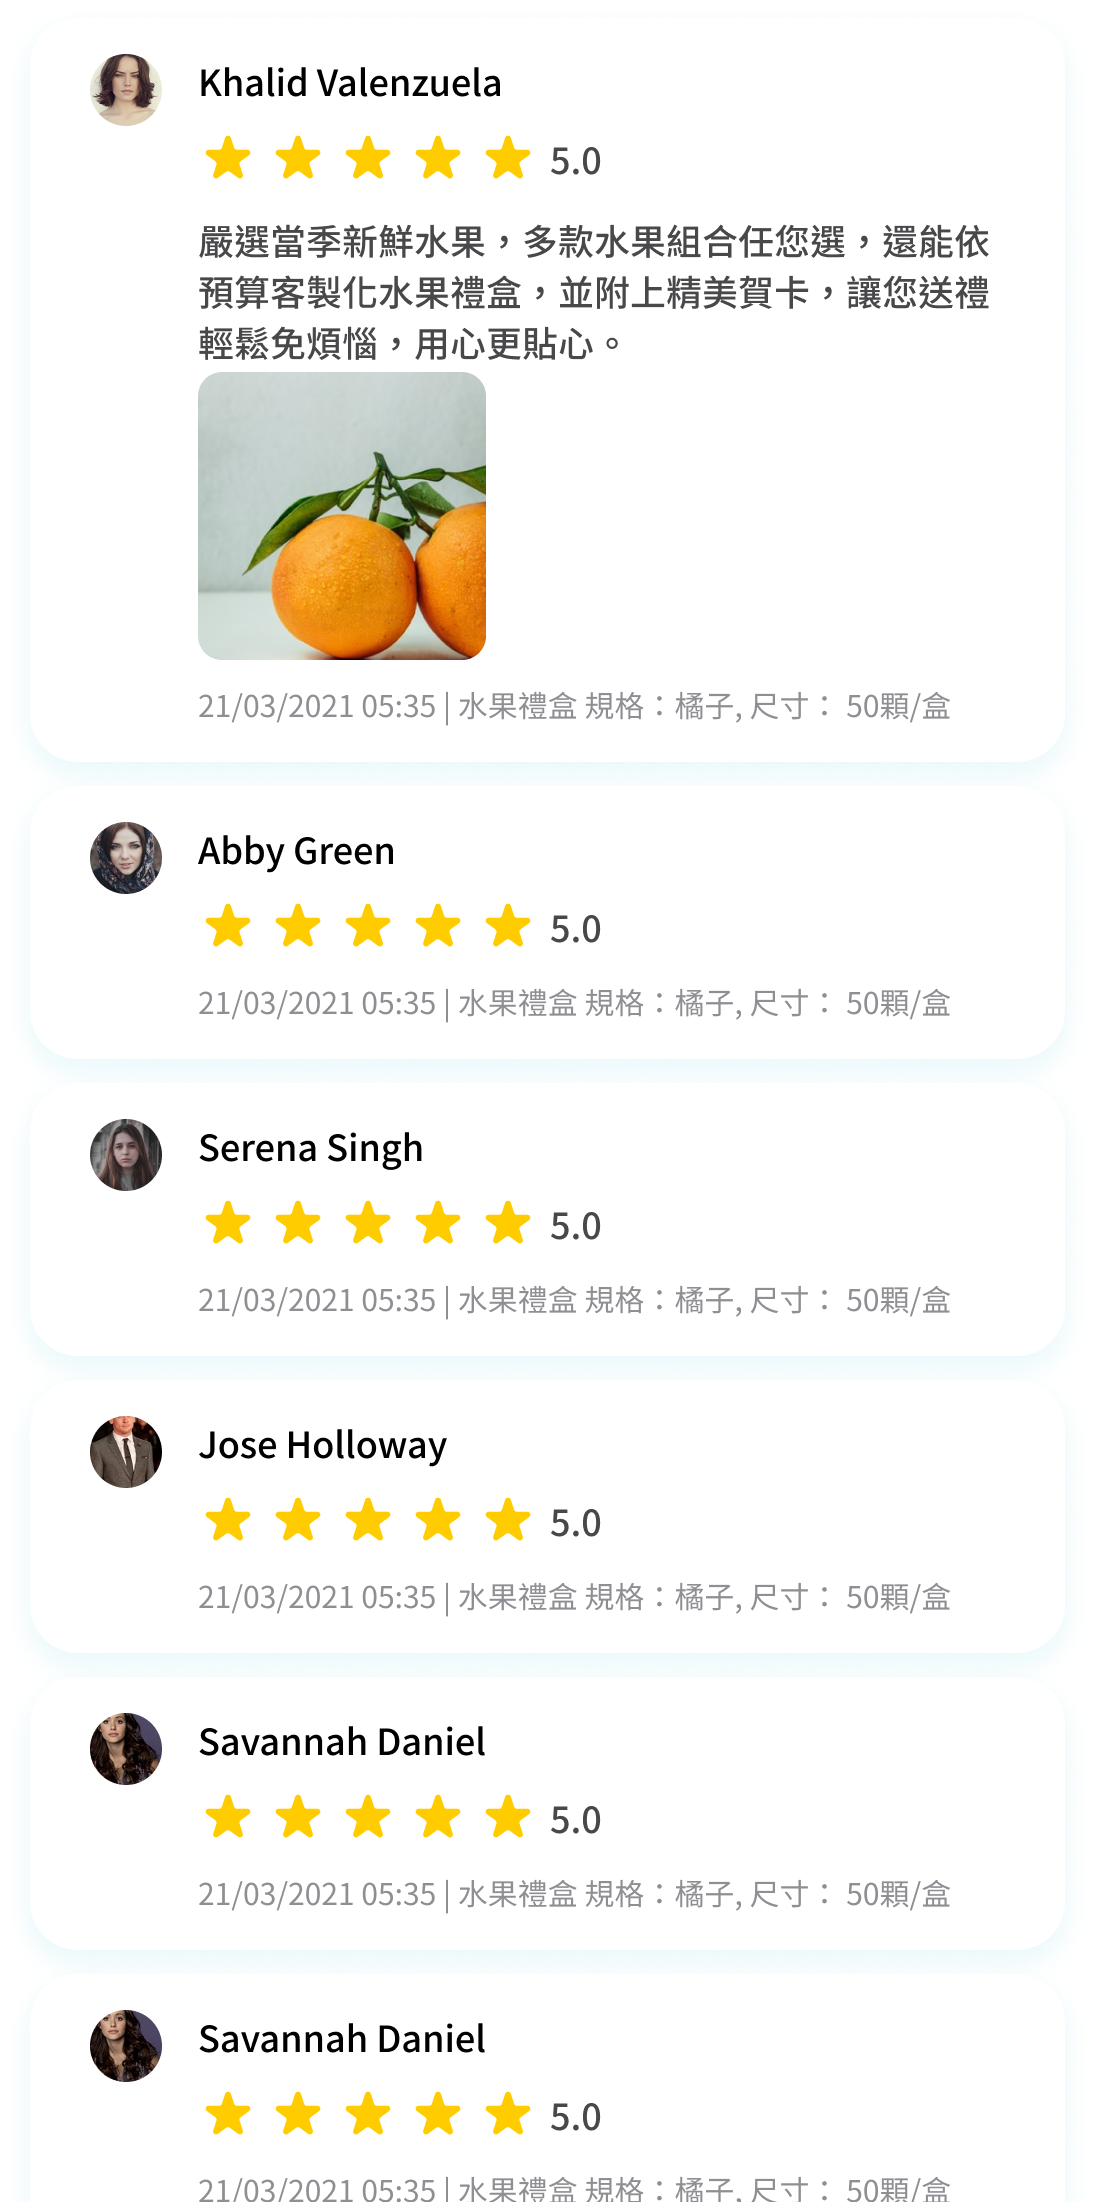 Khalid Valenzuela
5.0
嚴選當季新鮮水果，多款水果組合任您選，還能依
預算客製化水果禮盒，並附上精美賀卡，讓您送禮
輕鬆免煩惱，用心更貼心。
21/03/2021 05:35 | 水果禮盒 規格：橘子, 尺寸： 50顆/盒
Abby Green
5.0
21/03/2021 05:35 | 水果禮盒 規格：橘子, 尺寸： 50顆/盒
Serena Singh
5.0
21/03/2021 05:35 | 水果禮盒 規格：橘子, 尺寸： 50顆/盒
Jose Holloway
5.0
21/03/2021 05:35 | 水果禮盒 規格：橘子, 尺寸： 50顆/盒
Savannah Daniel
5.0
21/03/2021 05:35 | 水果禮盒 規格：橘子, 尺寸： 50顆/盒
Savannah Daniel
5.0
21/03/2021 05:35 | 水果禮盒 規格：橘子, 尺寸： 50顆/盒